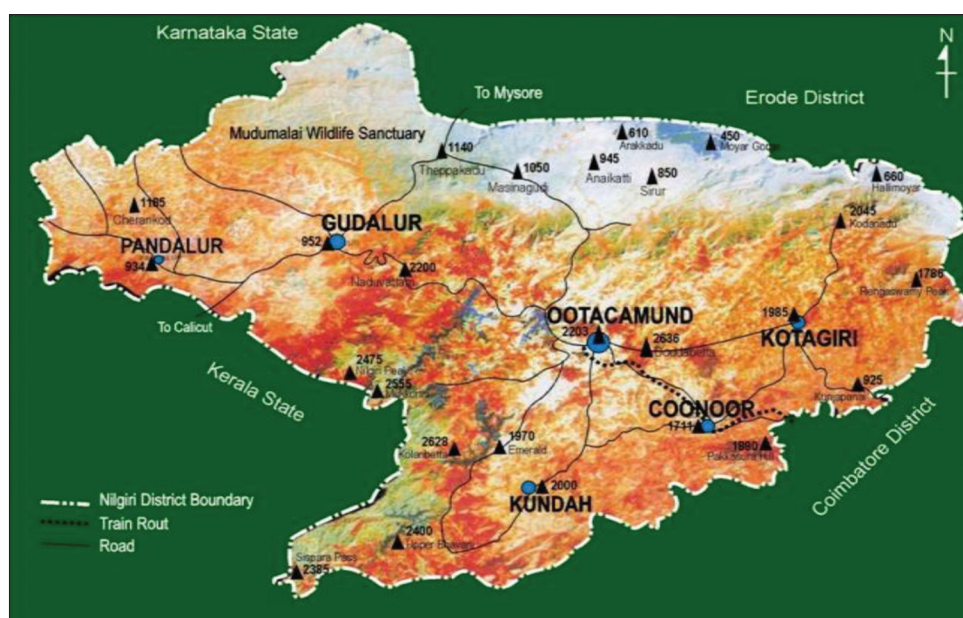 Karnataka State
N
To Mysore
Erode District
Mudumalai Wildlife Sanctuary
1140
Theppakadu
610
Arakkadu
450
Moyar Gorge
1050
Masinagudi
945
Anaikatti
850
Sirur
660
Hallimoyar
1185
Cherankod
2045
Kodanadu
GUDALUR
952
PANDALUR
934
2200
Naduvattam
1786
Rengaswamy Peak
To Calicut
OOTACAMUND
2203
1985
KOTAGIRI
2636
Doddabetta
2475
Nilgiri Peak
2555
Kerala State
925
Kunjapanai
COONOOR
1711
2628
Kolaribetta
1970
Emerald
1890
Pakkasura Hill
Coimbatore District
2000
KUNDAH
Nilgiri District Boundary
Train Rout
Road
2400
Upper Bhavani
Sispara Pass
2385